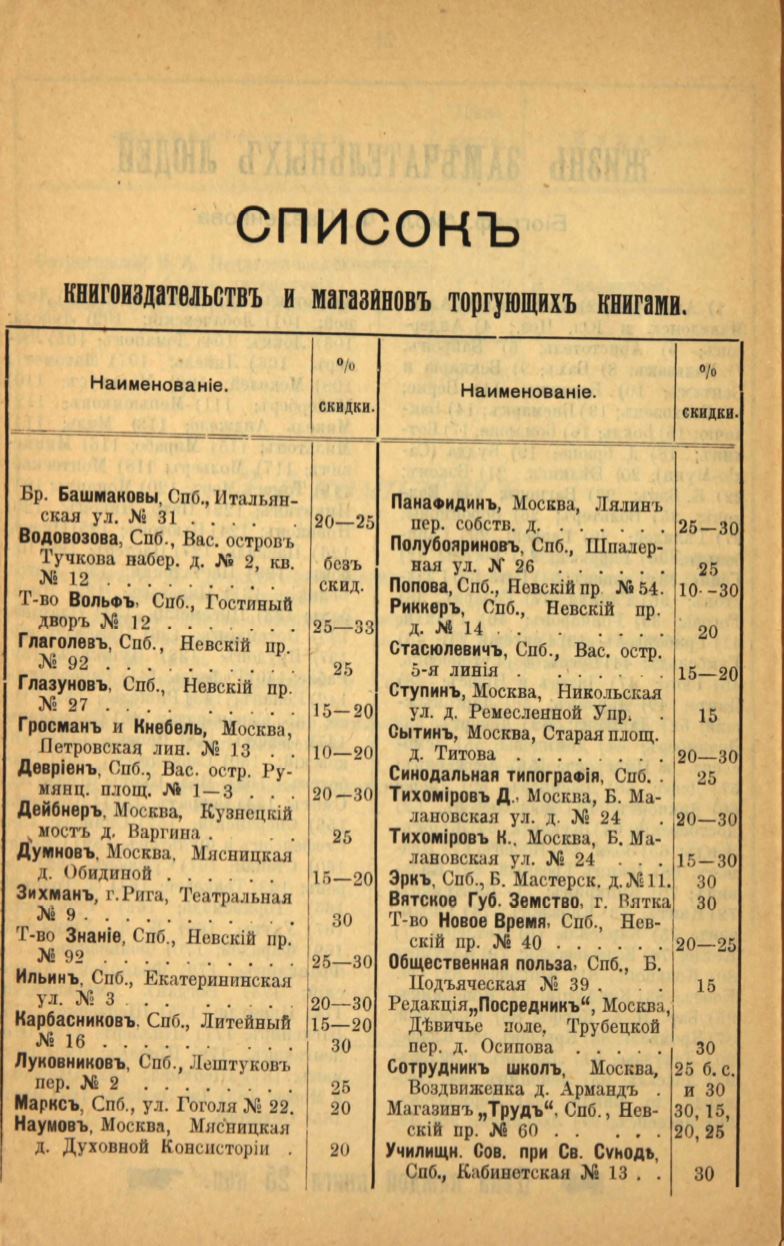 СПИСОКЪ
книгоиздательствъ и магазиновъ торгующихъ книгами.
Наименованіе.
%
скидки.
Бр. Башмаковы, Спб., Итальян-
ская ул. № 31 . . . . . 20—25
Водовозова, Спб., Вас. островъ
Тучкова набер. д. № 2, кв. безъ
№ 12 . . . . . . . . . скид.
Т-во Вольфъ, Спб., Гостиный
дворъ № 12 . . . . . . . 25—33
Глаголевъ, Спб., Невскій пр.
№ 92 . . . . . . . . . 25
Глазуновъ, Спб., Невскій пр.
№ 27 . . . . . . . . . 15—20
Гросманъ и Кнебель, Москва,
Петровская лин. № 13 . . 10—20
Девріенъ, Спб., Вас. остр. Ру-
мянц. площ. № 1—3 . . . 20—30
Дейбнеръ, Москва, Кузнецкій
мостъ д. Варгина . . . 25
Думновъ, Москва, Мясницкая
д. Обидиной . . . . . . 15—20
Зихманъ, г. Рига, Театральная
№ 9 . . . . . . . . . 30
Т-во Знаніе, Спб., Невскій пр.
№ 92 . . . . . . . . . 25—30
Ильинъ, Спб., Екатерининская
ул. № 3 . . . . . . . . 20—30
Карбасниковъ, Спб., Литейный 15—20
№ 16 . . . . . . . . . 30
Луковниковъ, Спб., Лештуковъ
пер. № 2 . . . . . . . . 25
Марксъ, Спб., ул. Гоголя № 22. 20
Наумовъ, Москва, Мясницкая
д. Духовной Консисторіи . 20
Наименованіе.
%
скидки.
Панафидинъ, Москва, Лялинъ
пер. собств. д. . . . . . . 25—30
Полубояриновъ, Спб., Шпалер-
ная ул. № 26 . . . . . . 25
Попова, Спб., Невскій пр. № 54. 10—30
Риккеръ, Спб., Невскій пр.
д. № 14 . . . . . . . . 20
Стасюлевичъ, Спб., Вас. остр.
5-я линія . . . . . . . 15—20
Ступинъ, Москва, Никольская
ул. д. Ремесленной Упр. . 15
Сытинъ, Москва, Старая площ.
д. Титова . . . . . . . . 20—30
Синодальная типографія, Спб. . 25
Тихоміровъ Д., Москва, Б. Ма-
лановская ул. д. № 24 . 20—30
Тихоміровъ К., Москва, Б. Ма-
лановская ул. № 24 . . . 15—30
Эркъ, Спб., Б. Мастерск. д. № 11. 30
Вятское Губ. Земство, г. Вятка 30
Т-во Новое Время, Спб., Нев-
скій пр. № 40 . . . . . . 20—25
Общественная польза, Спб., Б.
Подъяческая № 39 . . . 15
Редакція „Посредникъ“, Москва,
Дѣвичье поле, Трубецкой
пер. д. Осипова . . . . . 30
Сотрудникъ школъ, Москва, 25 б. с.
Воздвиженка д. Армандъ . и 30
Магазинъ „Трудъ“, Спб., Нев- 30, 15,
скій пр. № 60 . . . . . 20, 25
Училищн. Сов. при Св. Сѵнодѣ,
Спб., Кабинетская № 13 . . 30